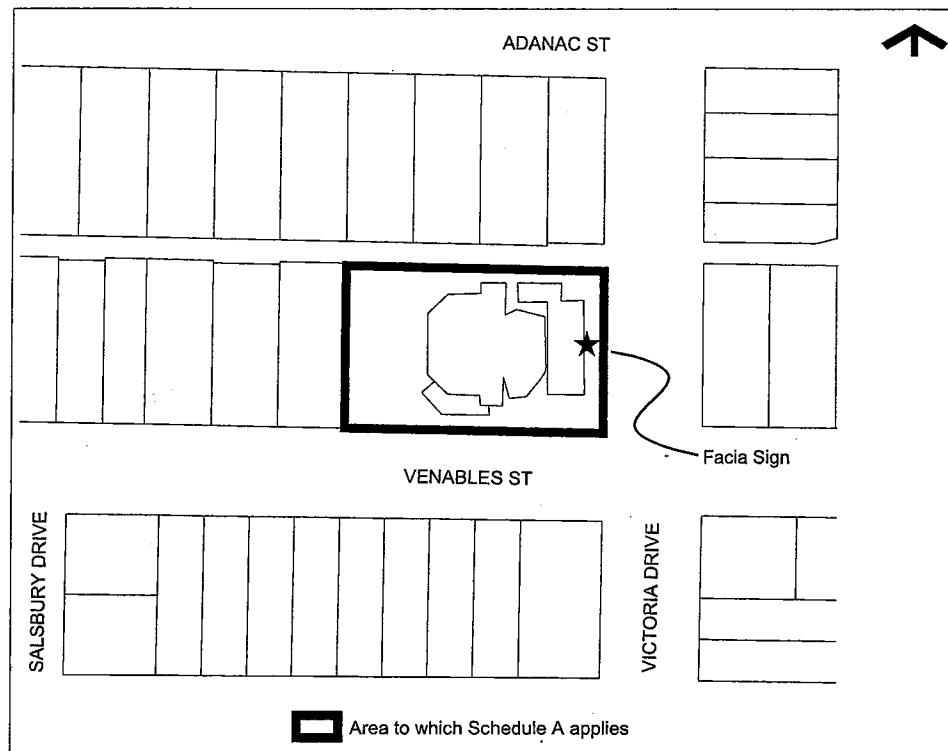 ADANAC ST
Facia Sign
VENABLES ST
SALSBURY DRIVE
VICTORIA DRIVE
Area to which Schedule A applies